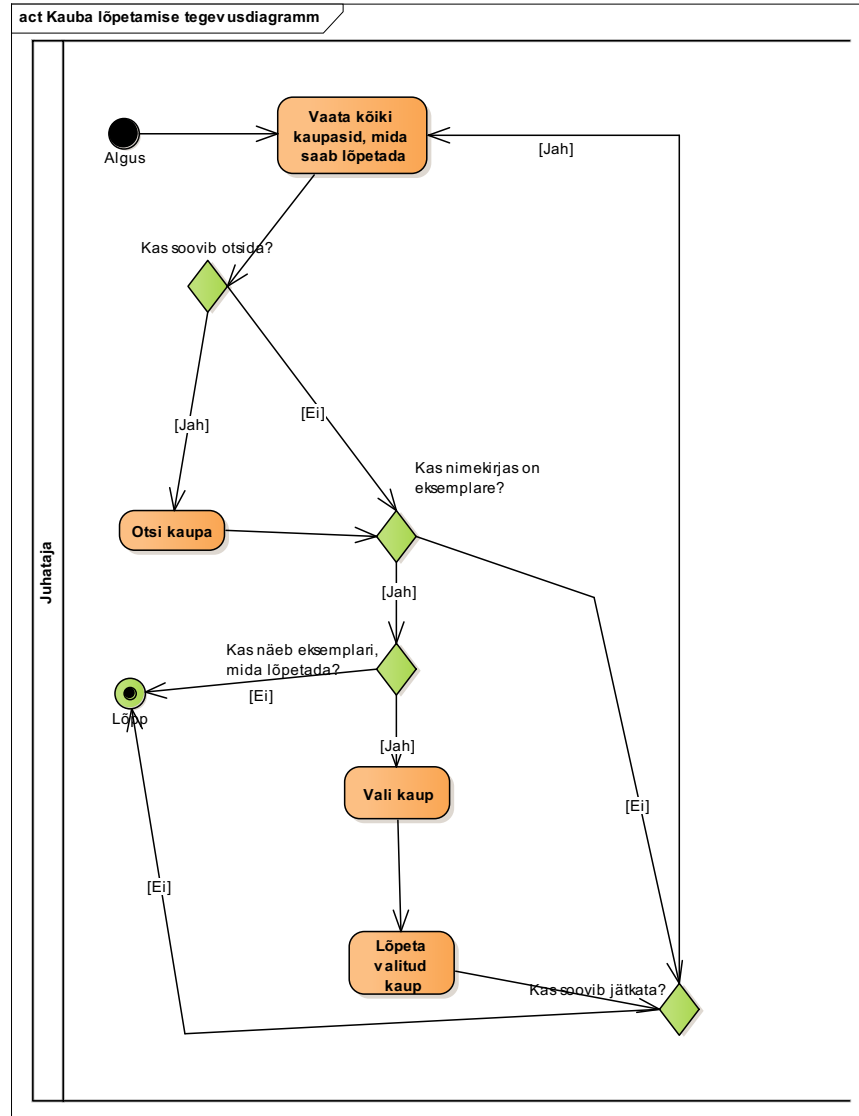 act Kauba lõpetamise tegevusdiagramm
Juhataja
Algus
Vaata kõiki
kaupasid, mida
saab lõpetada
[Jah]
Kas soovib otsida?
[Jah]
[Ei]
Kas nimekirjas on
eksemplare?
Otsi kaupa
[Jah]
Kas näeb eksemplari,
mida lõpetada?
[Ei]
Lõpp
[Jah]
Vali kaup
[Ei]
[Ei]
Lõpeta
valitud
kaup
Kas soovib jätkata?